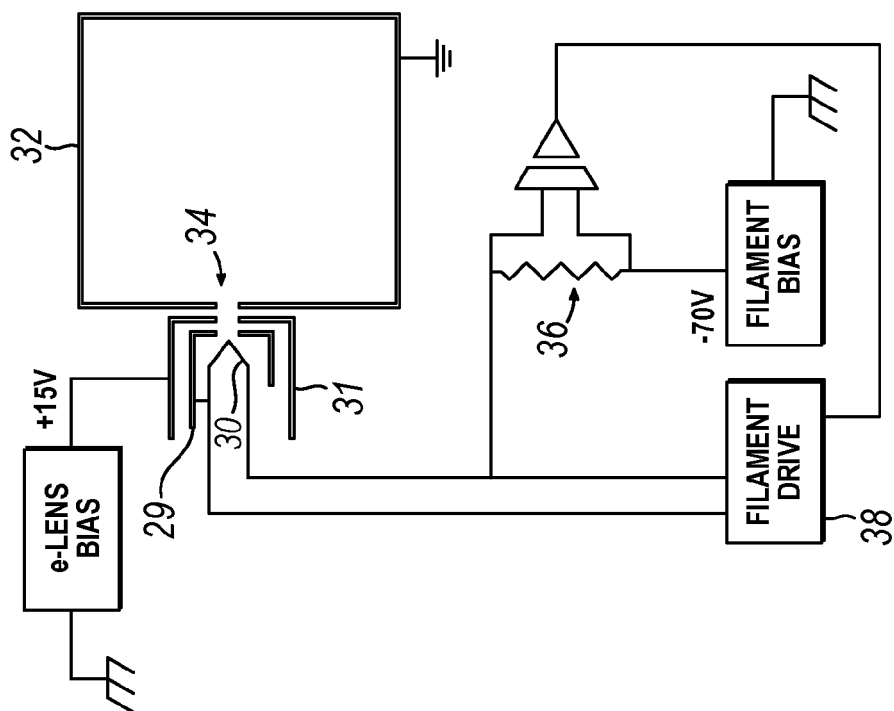 32
34
+15V
e-LENS
BIAS
29
30
31
36
-70V
FILAMENT
BIAS
FILAMENT
DRIVE
38